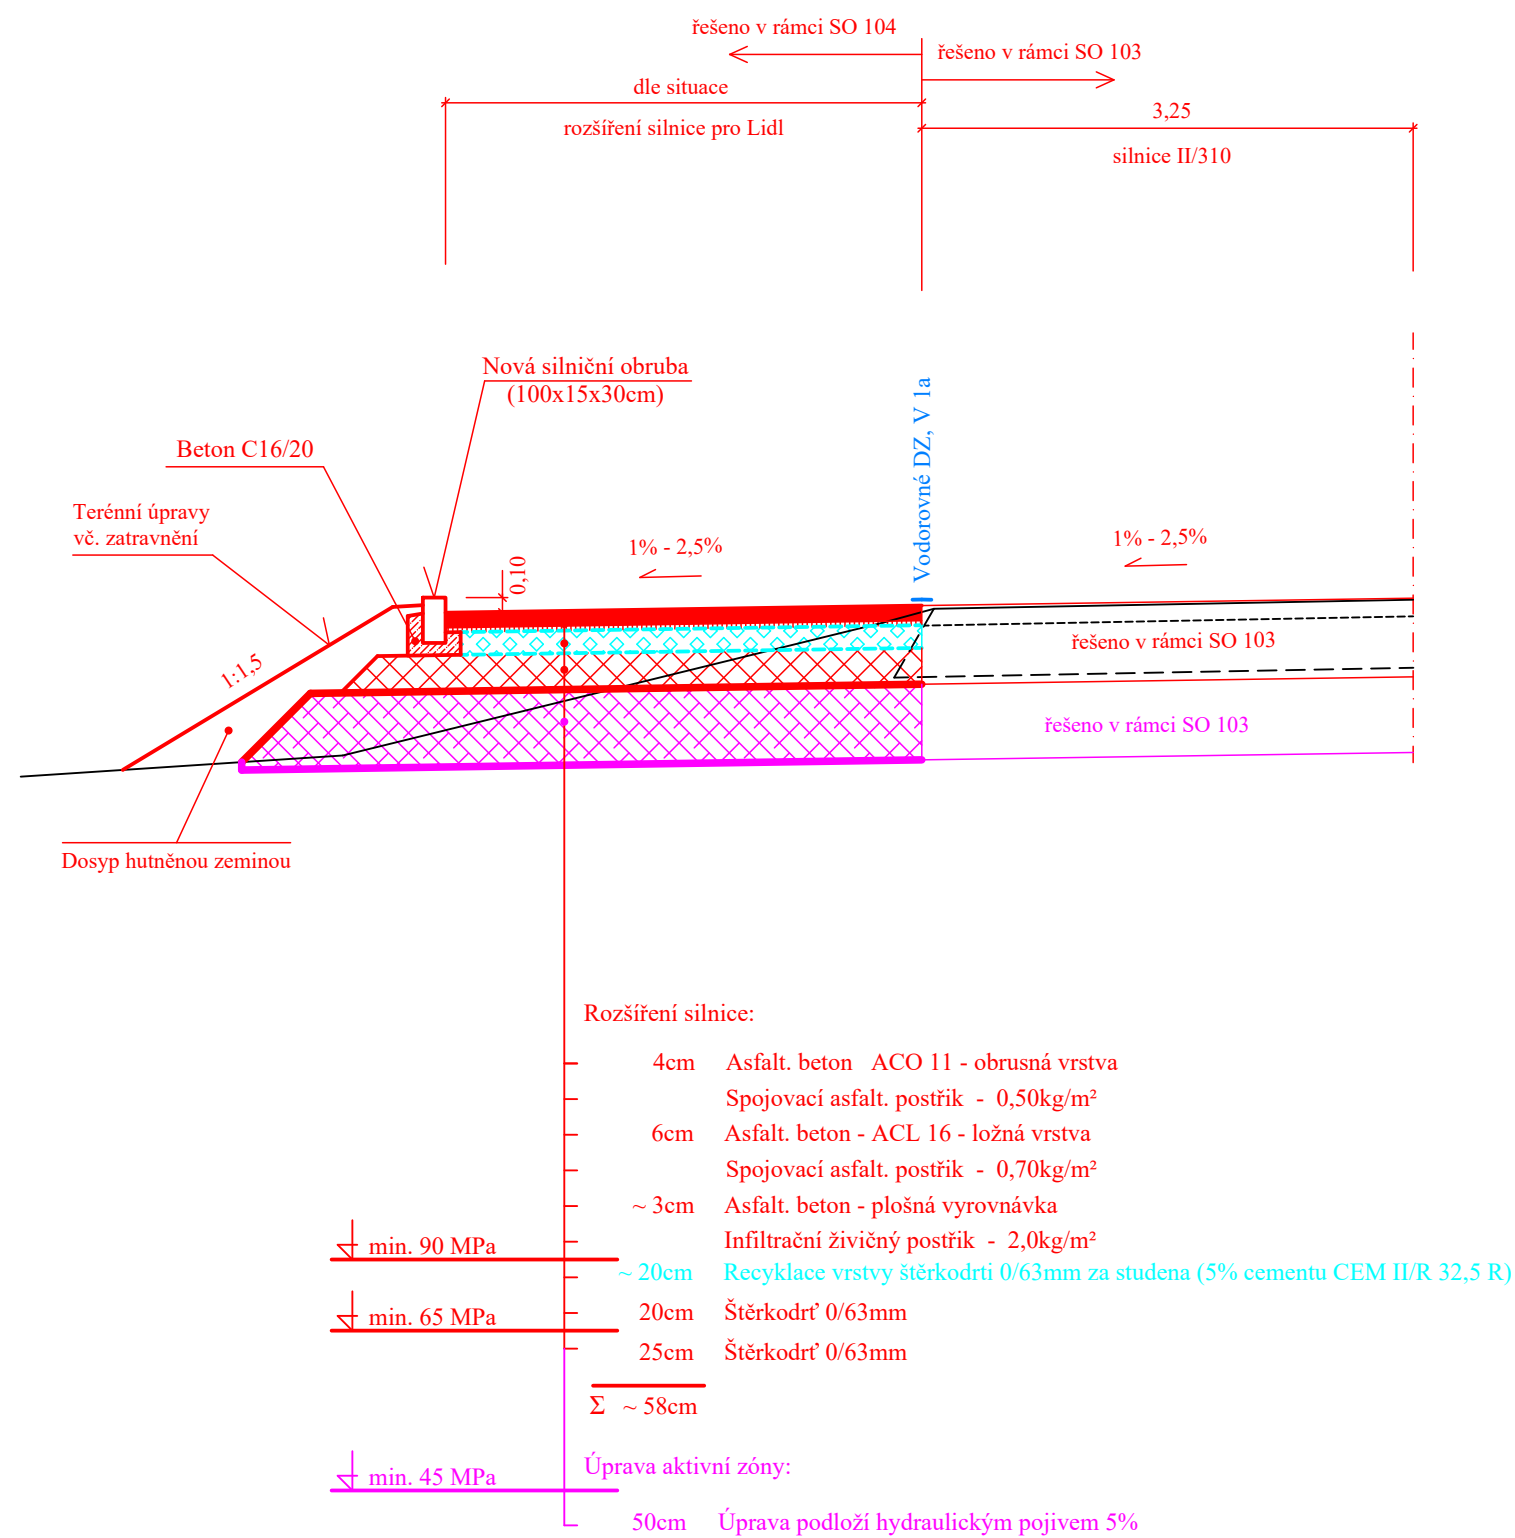 řešeno v rámci SO 104
řešeno v rámci SO 103
dle situace
3,25
rozšíření silnice pro Lidl
silnice II/310
Nová silniční obruba
(100x15x30cm)
Vodorovné DZ, V 1a
Beton C16/20
Terénní úpravy
vč. zatravnění
1% - 2,5%
1% - 2,5%
0,10
1:1,5
řešeno v rámci SO 103
řešeno v rámci SO 103
Dosyp hutněnou zeminou
Rozšíření silnice:
4cm Asfalt. beton ACO 11 - obrusná vrstva
Spojovací asfalt. postřik - 0,50kg/m²
6cm Asfalt. beton - ACL 16 - ložná vrstva
Spojovací asfalt. postřik - 0,70kg/m²
~ 3cm Asfalt. beton - plošná vyrovnávka
Infiltrační živičný postřik - 2,0kg/m²
min. 90 MPa
~ 20cm Recyklace vrstvy štěrkodrti 0/63mm za studena (5% cementu CEM II/R 32,5 R)
20cm Štěrkodrť 0/63mm
min. 65 MPa
25cm Štěrkodrť 0/63mm
Σ ~ 58cm
Úprava aktivní zóny:
min. 45 MPa
50cm Úprava podloží hydraulickým pojivem 5%